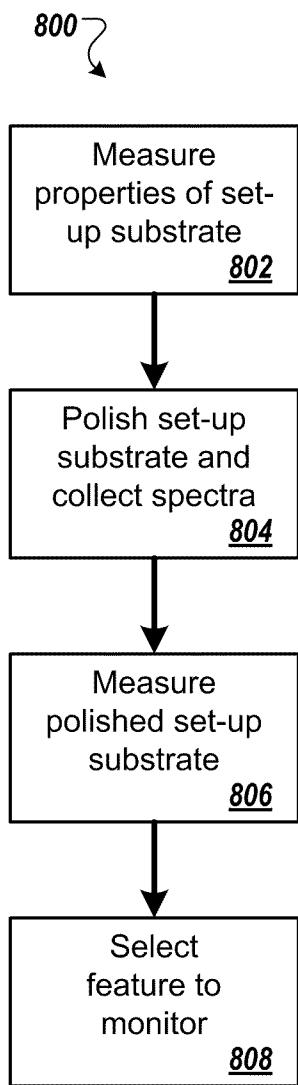 800
Measure
properties of set-
up substrate
802
Polish set-up
substrate and
collect spectra
804
Measure
polished set-up
substrate
806
Select
feature to
monitor
808